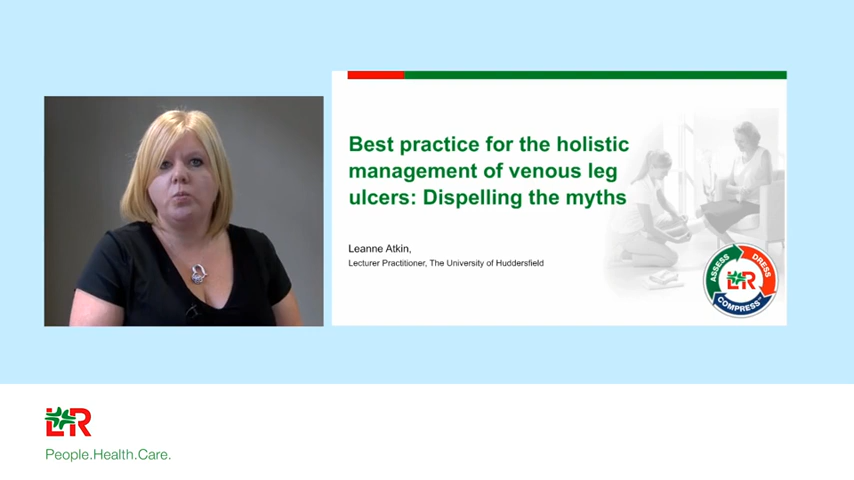 Best practice for the holistic
management of venous leg
ulcers: Dispelling the myths
Leanne Atkin,
Lecturer Practitioner, The University of Huddersfield
ASSESS
DRESS
COMPRESS™
L&R
L&R
People.Health.Care.